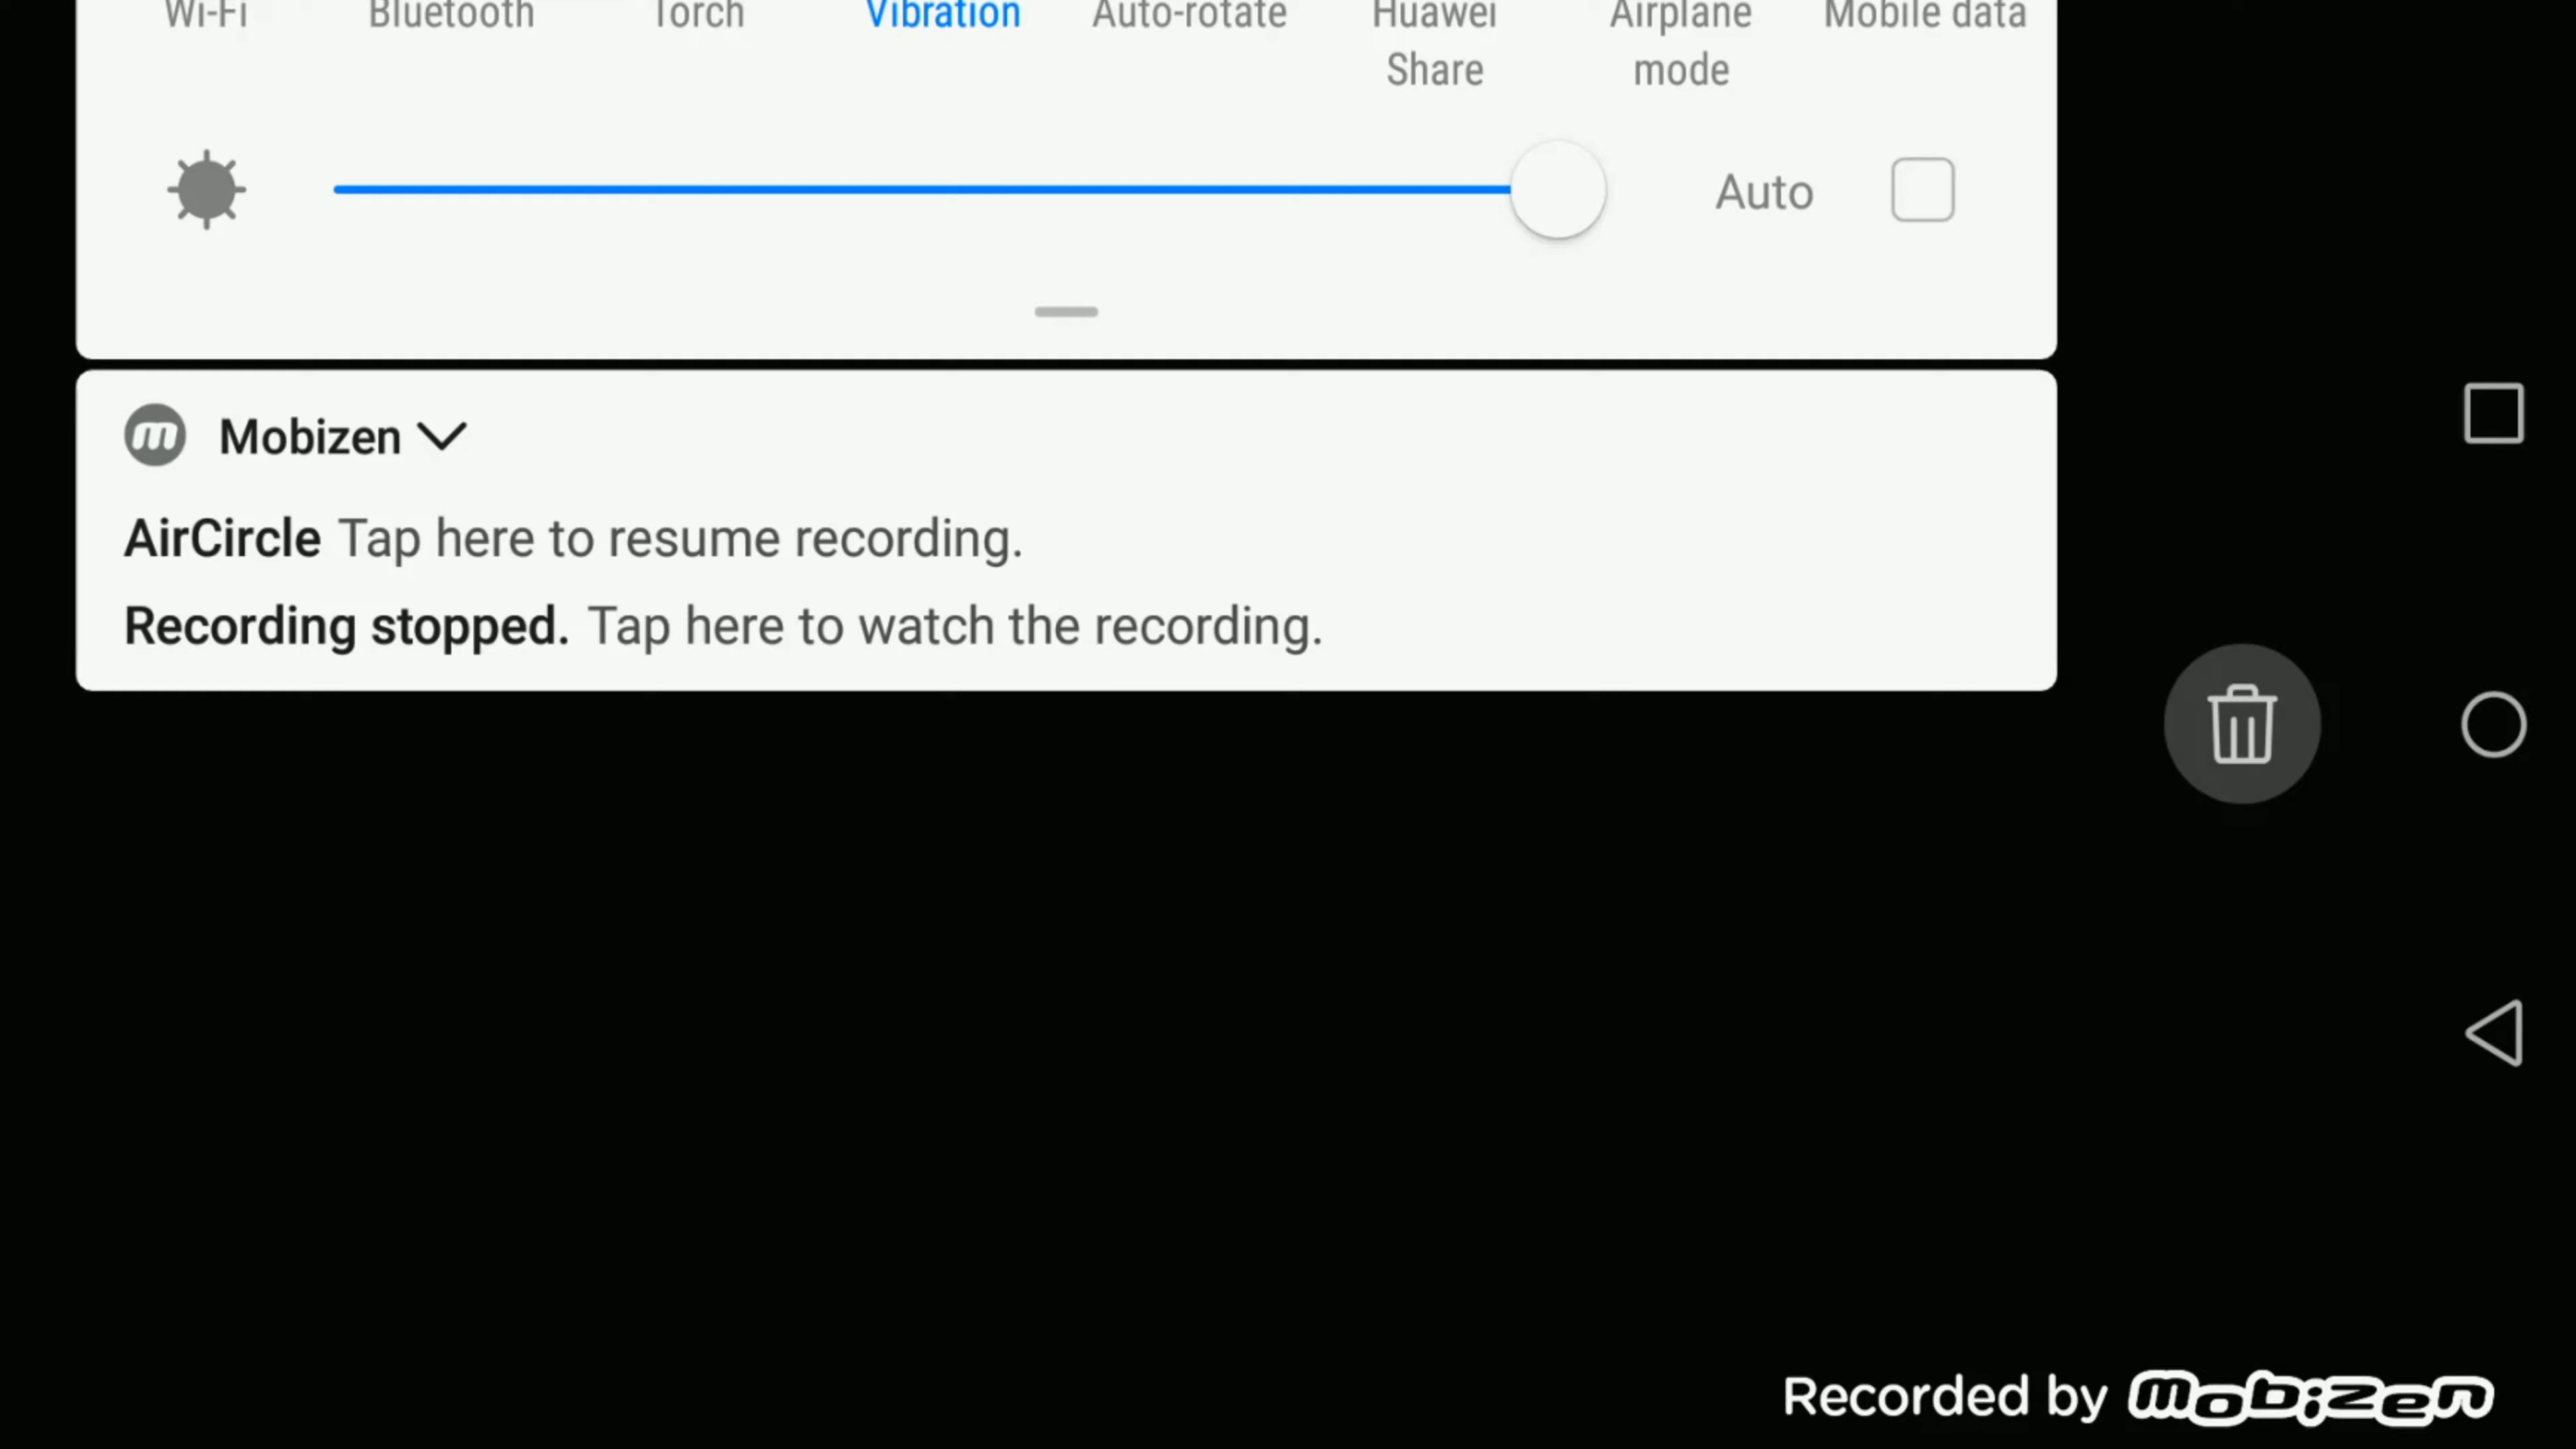 Wi-Fi Bluetooth Torch Vibration Auto-rotate Huawei Share Airplane mode Mobile data
Auto
Mobizen
AirCircle Tap here to resume recording.
Recording stopped. Tap here to watch the recording.
Recorded by mobizen